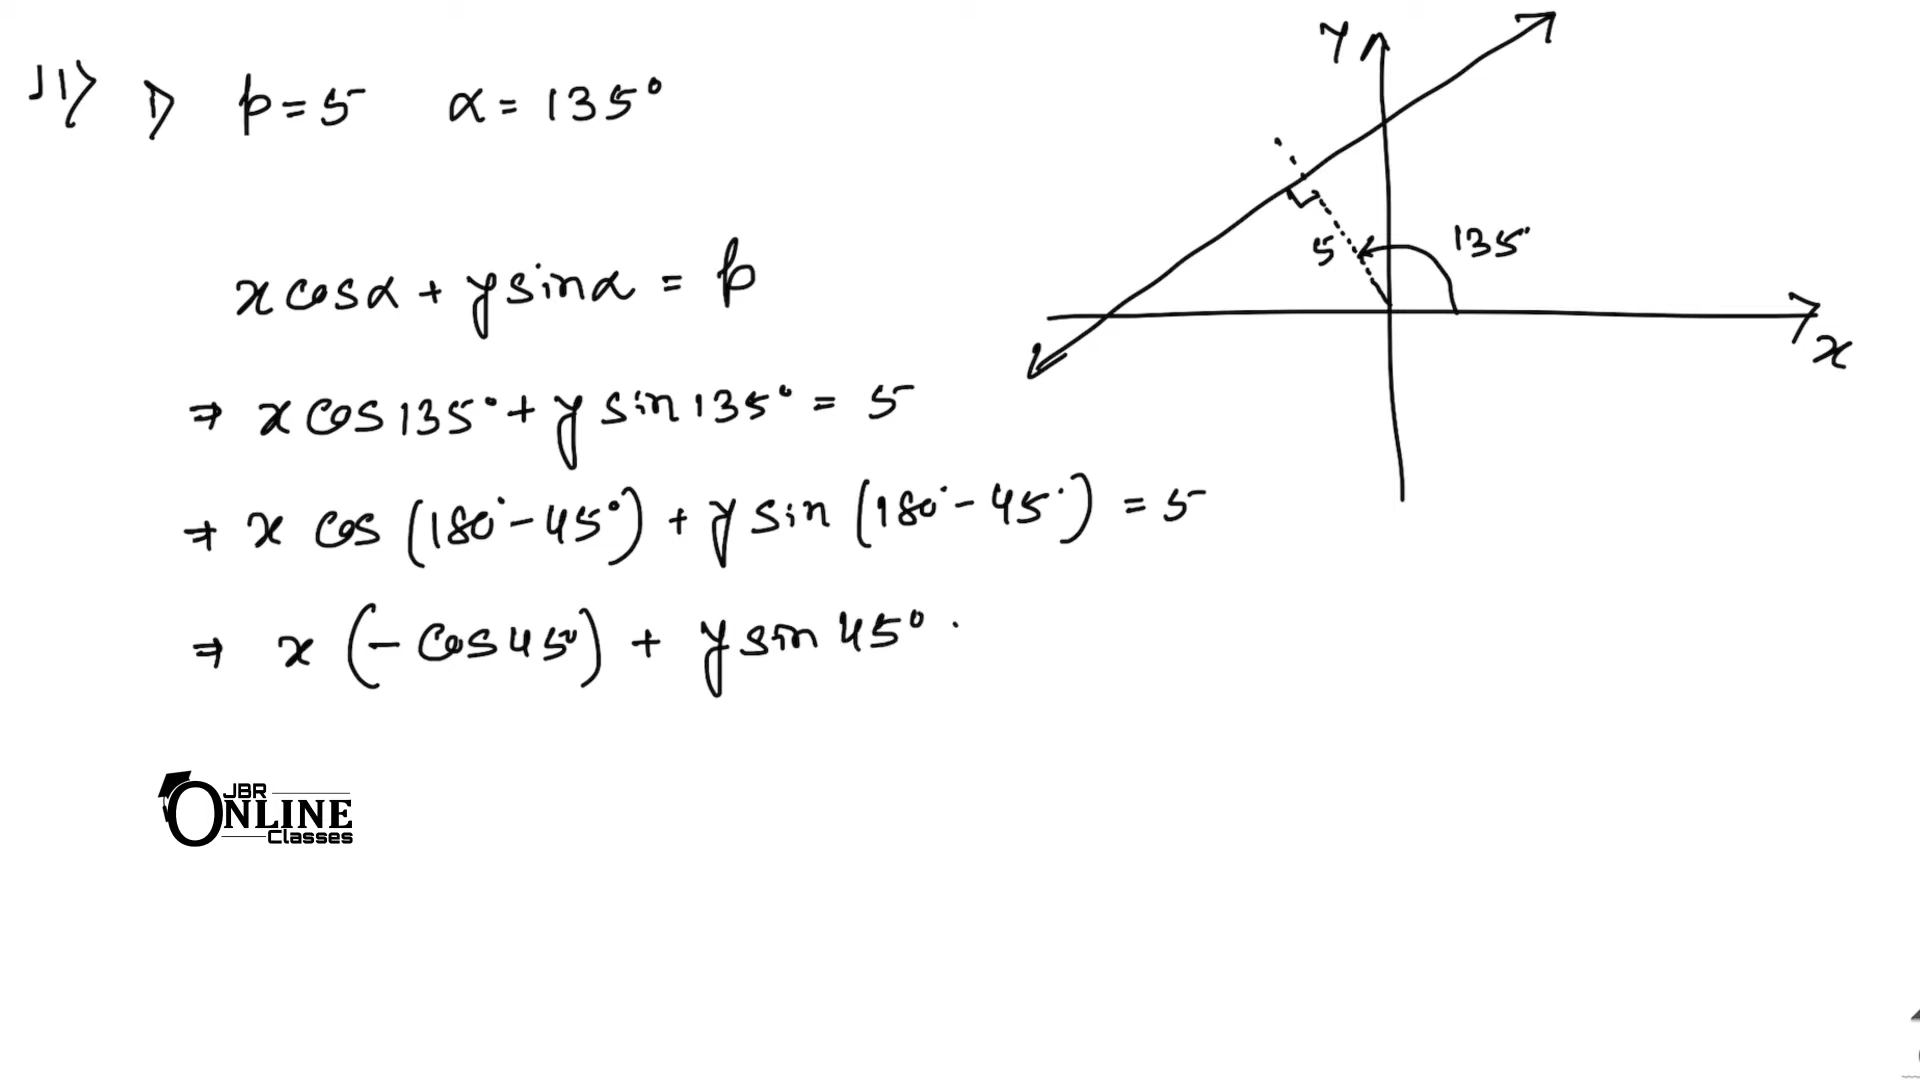 11> 1> p = 5 α = 135°
x cosα + y sinα = p
⇒ x cos 135° + y sin 135° = 5
⇒ x cos (180° - 45°) + y sin (180° - 45°) = 5
⇒ x (- cos 45°) + y sin 45° .
Y
5
135°
x
JBR
ONLINE
Classes